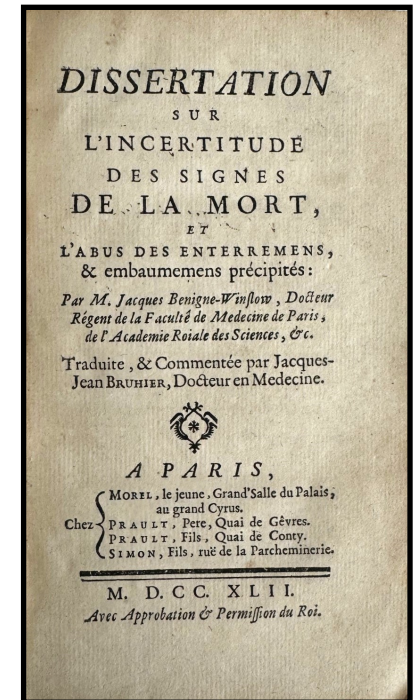 DISSERTATION
SUR
L'INCERTITUDE
DES SIGNES
DE LA MORT,
ET
L'ABUS DES ENTERREMENS,
& embaumemens précipités:
Par M. Jacques Benigne-Winslow, Docteur
Régent de la Faculté de Medecine de Paris,
de l'Academie Roiale des Sciences, &c.
Traduite, & Commentée par Jacques-
Jean BRUHIER, Docteur en Medecine.
A PARIS,
MOREL, le jeune, Grand'Salle du Palais,
au grand Cyrus.
Chez PRAULT, Pere, Quai de Gêvres.
PRAULT, Fils, Quai de Conty.
SIMON, Fils, ruë de la Parcheminerie.
M. D. CC. XLII.
Avec Approbation & Permission du Roi.